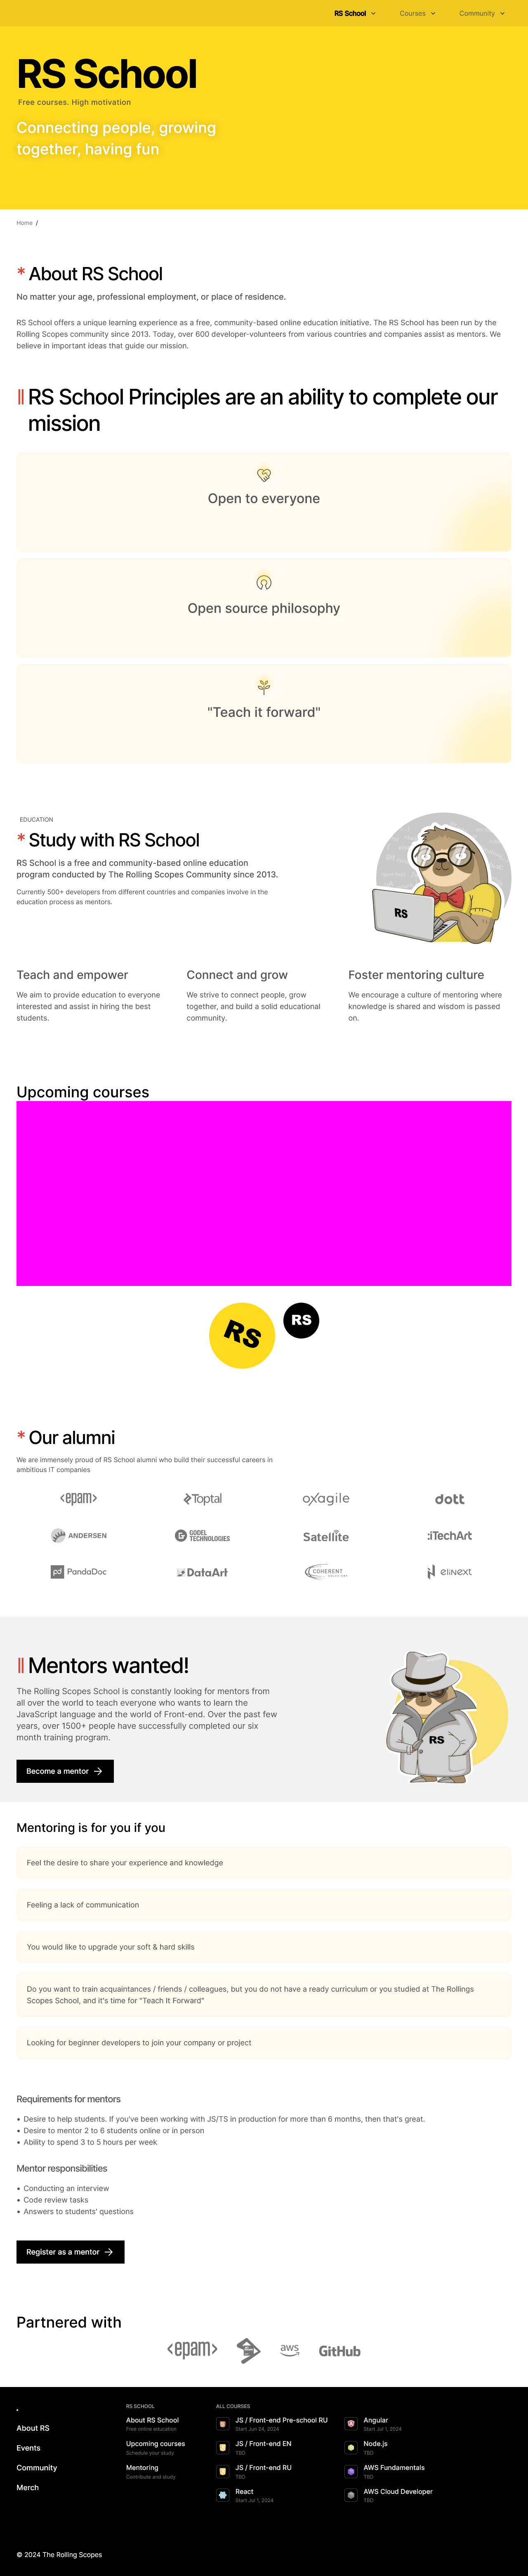 RS School
Courses
Community
RS School
Free courses. High motivation
Connecting people, growing
together, having fun
Home /
* About RS School
No matter your age, professional employment, or place of residence.
RS School offers a unique learning experience as a free, community-based online education initiative. The RS School has been run by the
Rolling Scopes community since 2013. Today, over 600 developer-volunteers from various countries and companies assist as mentors. We
believe in important ideas that guide our mission.
RS School Principles are an ability to complete our
mission
Open to everyone
Open source philosophy
"Teach it forward"
EDUCATION
* Study with RS School
RS School is a free and community-based online education
program conducted by The Rolling Scopes Community since 2013.
Currently 500+ developers from different countries and companies involve in the
education process as mentors.
RS
Teach and empower
We aim to provide education to everyone
interested and assist in hiring the best
students.
Connect and grow
We strive to connect people, grow
together, and build a solid educational
community.
Foster mentoring culture
We encourage a culture of mentoring where
knowledge is shared and wisdom is passed
on.
Upcoming courses
RS
RS
* Our alumni
We are immensely proud of RS School alumni who build their successful careers in
ambitious IT companies
<epam>
Toptal
oxagile
dott
ANDERSEN
GODEL
TECHNOLOGIES
Satellite
iTechArt
pd PandaDoc
DataArt
COHERENT
elinext
Mentors wanted!
The Rolling Scopes School is constantly looking for mentors from
all over the world to teach everyone who wants to learn the
JavaScript language and the world of Front-end. Over the past few
years, over 1500+ people have successfully completed our six
month training program.
Become a mentor
RS
Mentoring is for you if you
Feel the desire to share your experience and knowledge
Feeling a lack of communication
You would like to upgrade your soft & hard skills
Do you want to train acquaintances / friends / colleagues, but you do not have a ready curriculum or you studied at The Rollings
Scopes School, and it's time for "Teach It Forward"
Looking for beginner developers to join your company or project
Requirements for mentors
• Desire to help students. If you've been working with JS/TS in production for more than 6 months, then that's great.
• Desire to mentor 2 to 6 students online or in person
• Ability to spend 3 to 5 hours per week
Mentor responsibilities
• Conducting an interview
• Code review tasks
• Answers to students' questions
Register as a mentor
Partnered with
<epam>
aws
GitHub
About RS
Events
Community
Merch
RS SCHOOL
About RS School
Free online education
Upcoming courses
Schedule your study
Mentoring
Contribute and study
ALL COURSES
JS / Front-end Pre-school RU
Start Jun 24, 2024
JS / Front-end EN
TBD
JS / Front-end RU
TBD
React
Start Jul 1, 2024
Angular
Start Jul 1, 2024
Node.js
TBD
AWS Fundamentals
TBD
AWS Cloud Developer
TBD
© 2024 The Rolling Scopes